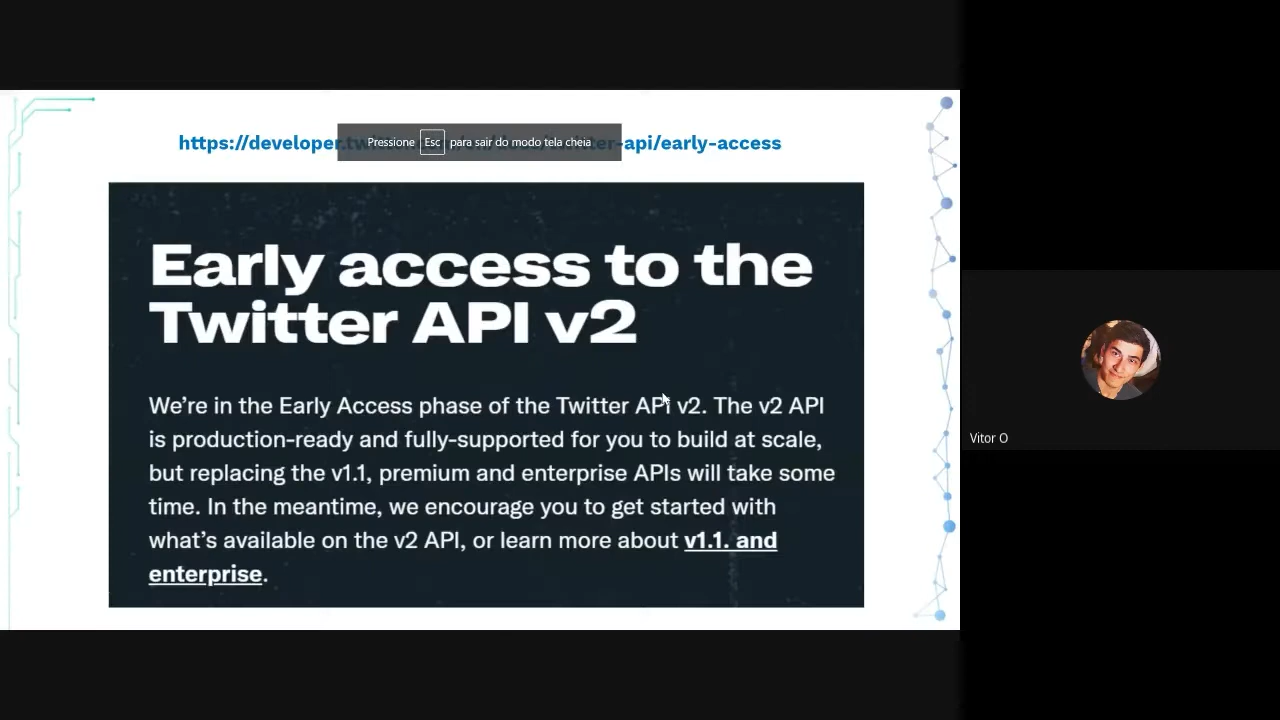 https://developer. -api/early-access
Pressione Esc para sair do modo tela cheia
Early access to the
Twitter API v2
We're in the Early Access phase of the Twitter API v2. The v2 API
is production-ready and fully-supported for you to build at scale,
but replacing the v1.1, premium and enterprise APIs will take some
time. In the meantime, we encourage you to get started with
what's available on the v2 API, or learn more about v1.1. and
enterprise.
Vitor O